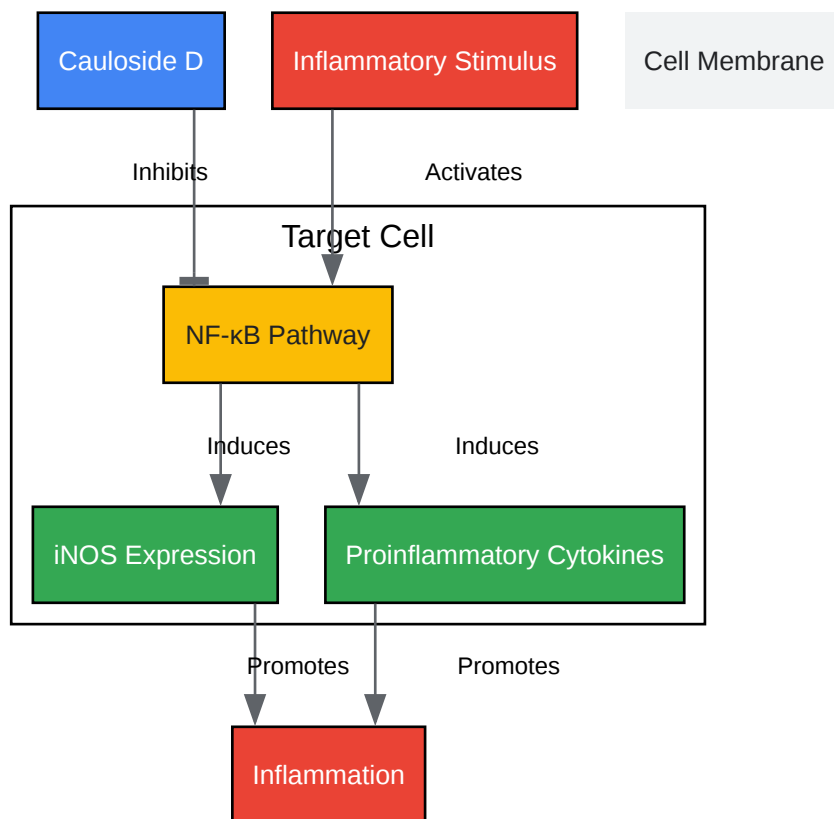 Cauloside D
Inflammatory Stimulus
Cell Membrane
Inhibits
Activates
Target Cell
NF-κB Pathway
Induces
Induces
iNOS Expression
Proinflammatory Cytokines
Promotes
Promotes
Inflammation